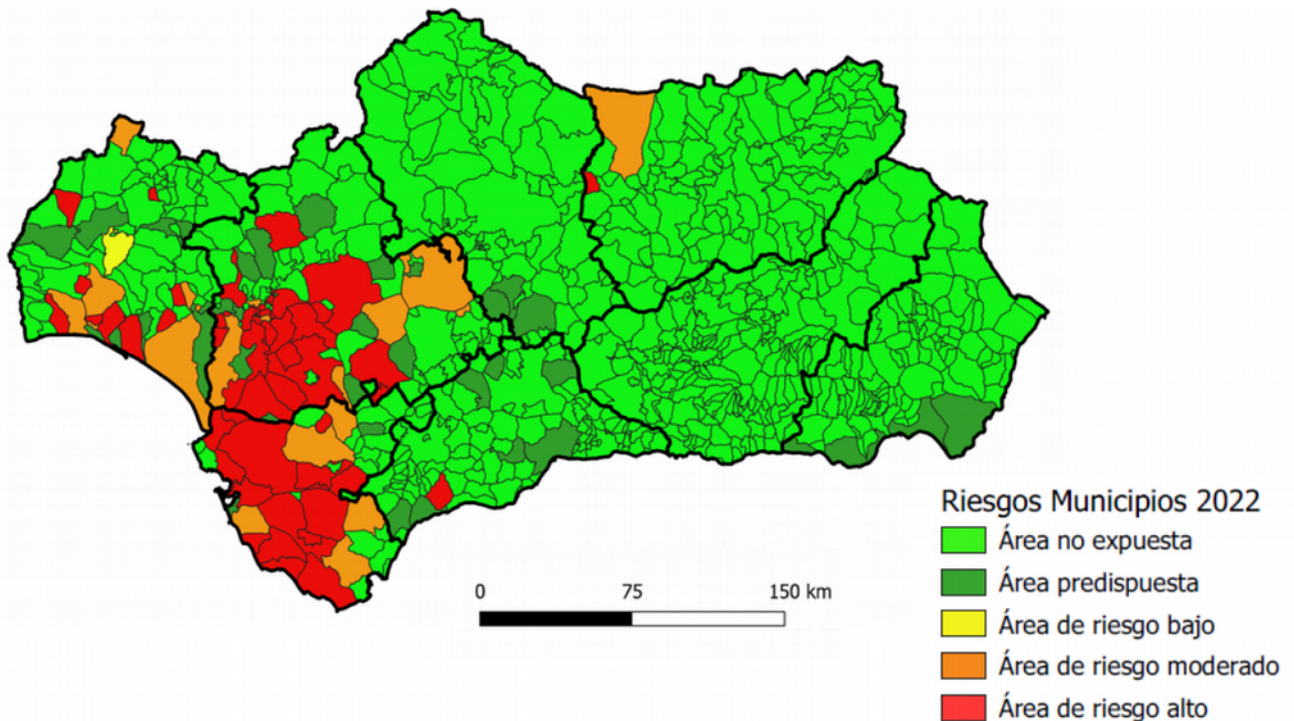 Riesgos Municipios 2022
Área no expuesta
Área predispuesta
Área de riesgo bajo
Área de riesgo moderado
Área de riesgo alto
0 75 150 km